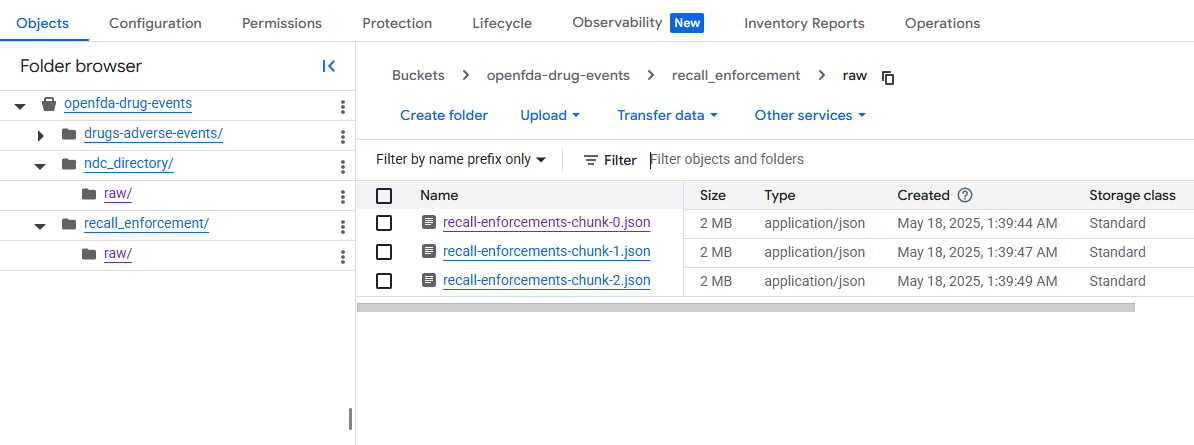 Objects Configuration Permissions Protection Lifecycle Observability New Inventory Reports Operations
Folder browser
openfda-drug-events
drugs-adverse-events/
ndc_directory/
raw/
recall_enforcement/
raw/
Buckets openfda-drug-events recall_enforcement raw
Create folder Upload Transfer data Other services
Filter by name prefix only Filter Filter objects and folders
Name Size Type Created Storage class
recall-enforcements-chunk-0.json 2 MB application/json May 18, 2025, 1:39:44 AM Standard
recall-enforcements-chunk-1.json 2 MB application/json May 18, 2025, 1:39:47 AM Standard
recall-enforcements-chunk-2.json 2 MB application/json May 18, 2025, 1:39:49 AM Standard